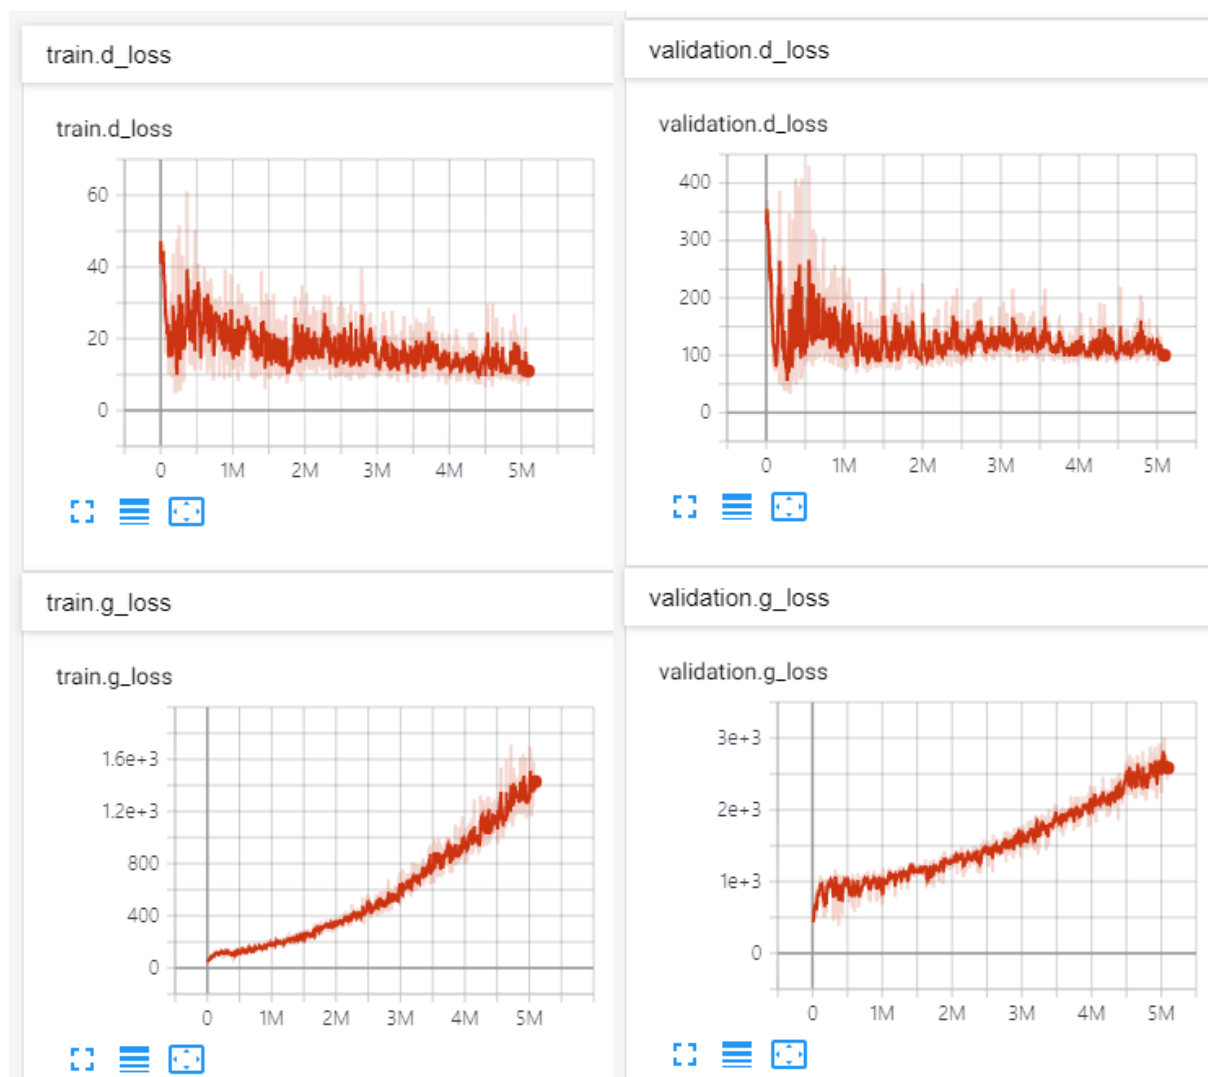 train.d_loss
train.d_loss
60
40
20
0
0 1M 2M 3M 4M 5M
validation.d_loss
validation.d_loss
400
300
200
100
0
0 1M 2M 3M 4M 5M
train.g_loss
train.g_loss
1.6e+3
1.2e+3
800
400
0
0 1M 2M 3M 4M 5M
validation.g_loss
validation.g_loss
3e+3
2e+3
1e+3
0
0 1M 2M 3M 4M 5M